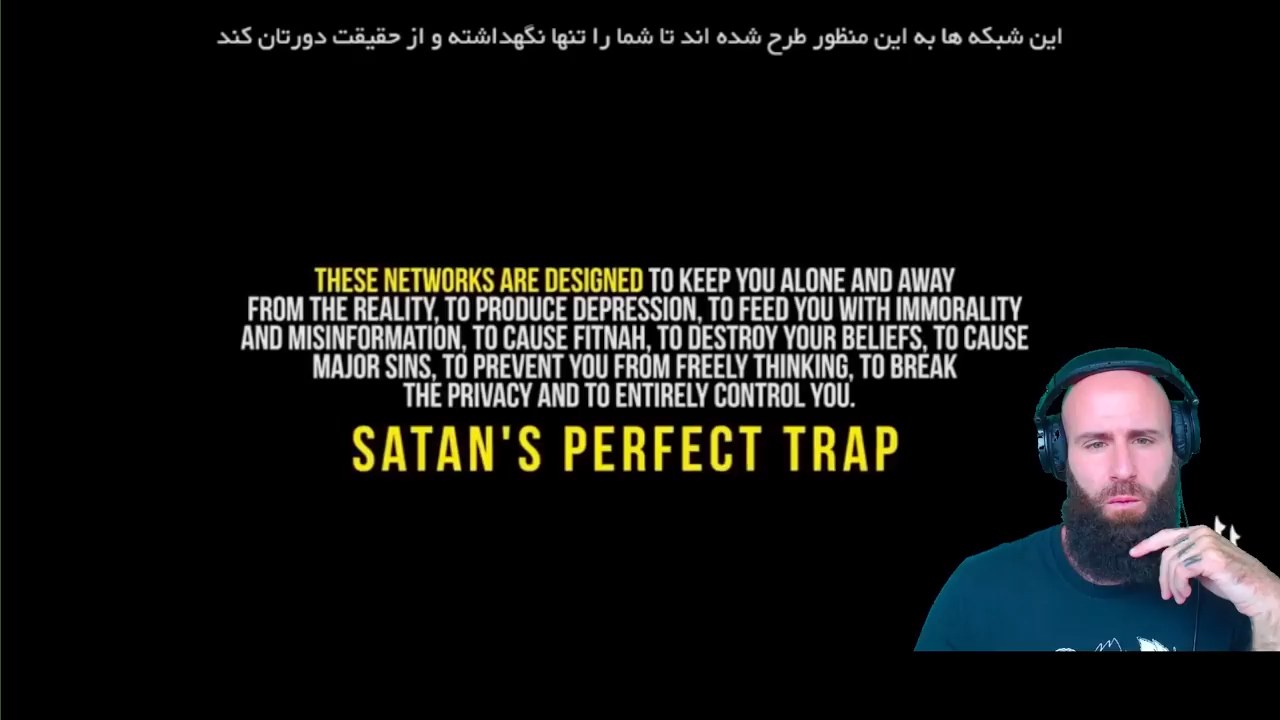 این شبکه ها به این منظور طرح شده اند تا شما را تنها نگهداشته و از حقیقت دورتان کند
THESE NETWORKS ARE DESIGNED TO KEEP YOU ALONE AND AWAY
FROM THE REALITY, TO PRODUCE DEPRESSION, TO FEED YOU WITH IMMORALITY
AND MISINFORMATION, TO CAUSE FITNAH, TO DESTROY YOUR BELIEFS, TO CAUSE
MAJOR SINS, TO PREVENT YOU FROM FREELY THINKING, TO BREAK
THE PRIVACY AND TO ENTIRELY CONTROL YOU.
SATAN'S PERFECT TRAP